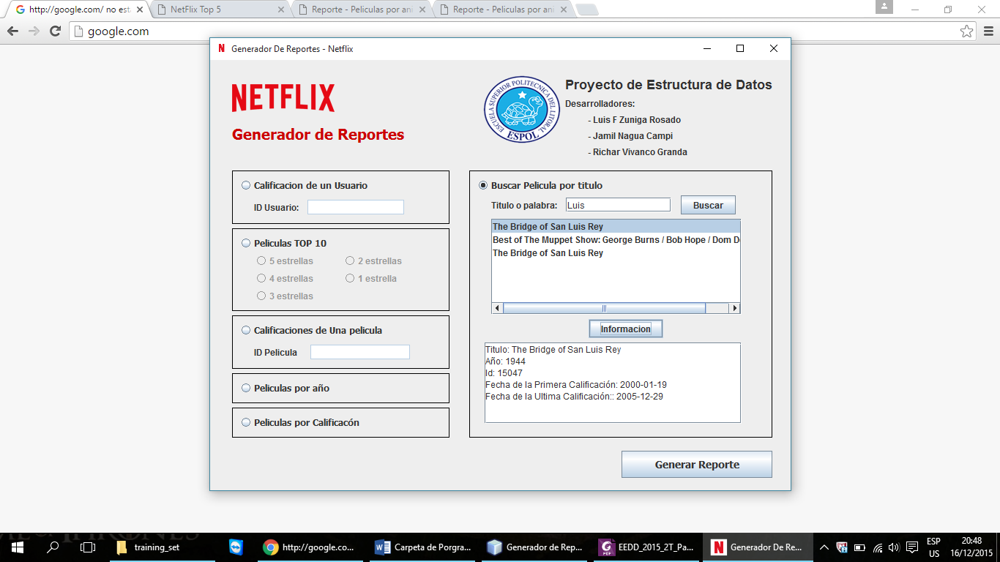 http://google.com/ no est
NetFlix Top 5
Reporte - Peliculas por añ
Reporte - Peliculas por añ
google.com
Generador De Reportes - Netflix
NETFLIX
Generador de Reportes
ESCUELA SUPERIOR POLITECNICA DEL LITORAL
ESPOL
Proyecto de Estructura de Datos
Desarrolladores:
- Luis F Zuniga Rosado
- Jamil Nagua Campi
- Richar Vivanco Granda
Calificacion de un Usuario
ID Usuario:
Peliculas TOP 10
5 estrellas
2 estrellas
4 estrellas
1 estrella
3 estrellas
Calificaciones de Una pelicula
ID Pelicula
Peliculas por año
Peliculas por Calificacón
Buscar Pelicula por titulo
Titulo o palabra:
Luis
Buscar
The Bridge of San Luis Rey
Best of The Muppet Show: George Burns / Bob Hope / Dom D
The Bridge of San Luis Rey
Informacion
Titulo: The Bridge of San Luis Rey
Año: 1944
Id: 15047
Fecha de la Primera Calificación: 2000-01-19
Fecha de la Ultima Calificación:: 2005-12-29
Generar Reporte
training_set
http://google.co...
Carpeta de Porgra...
Generador de Rep...
EEDD_2015_2T_Pa...
Generador De Re...
ESP
US
20:48
16/12/2015